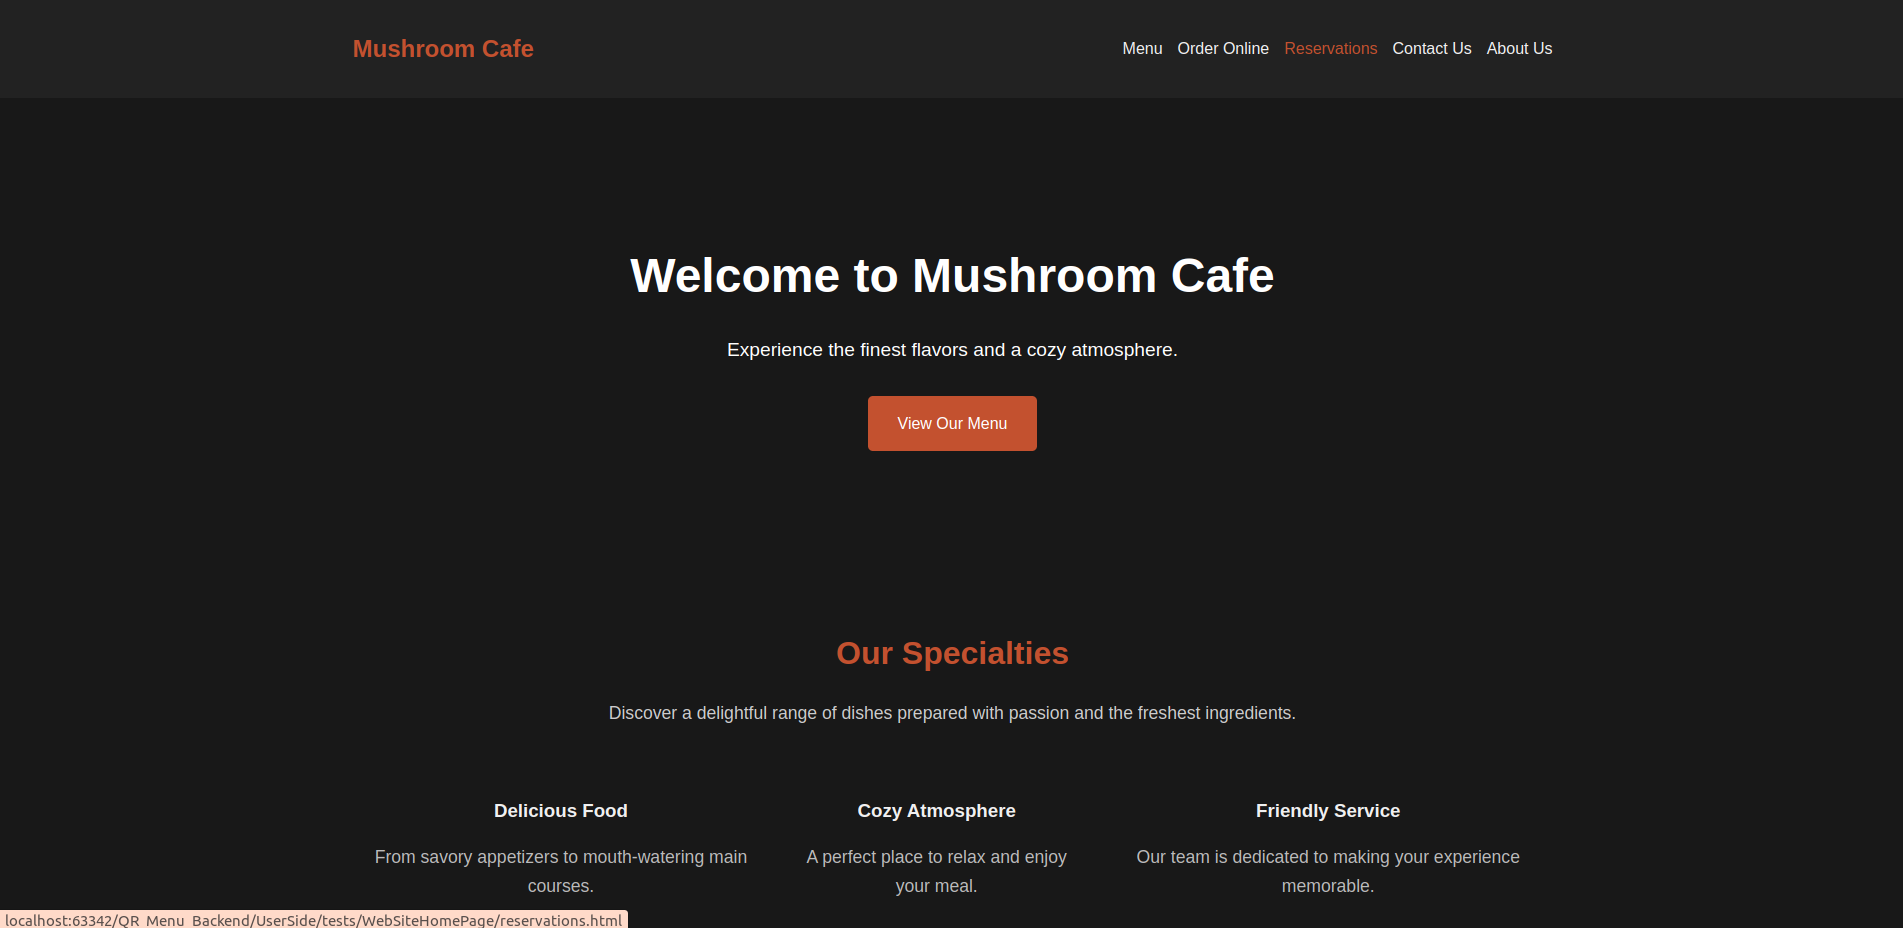 Mushroom Cafe
Menu Order Online Reservations Contact Us About Us
Welcome to Mushroom Cafe
Experience the finest flavors and a cozy atmosphere.
View Our Menu
Our Specialties
Discover a delightful range of dishes prepared with passion and the freshest ingredients.
Delicious Food
From savory appetizers to mouth-watering main
courses.
Cozy Atmosphere
A perfect place to relax and enjoy
your meal.
Friendly Service
Our team is dedicated to making your experience
memorable.
localhost:63342/QR_Menu_Backend/UserSide/tests/WebSiteHomePage/reservations.html